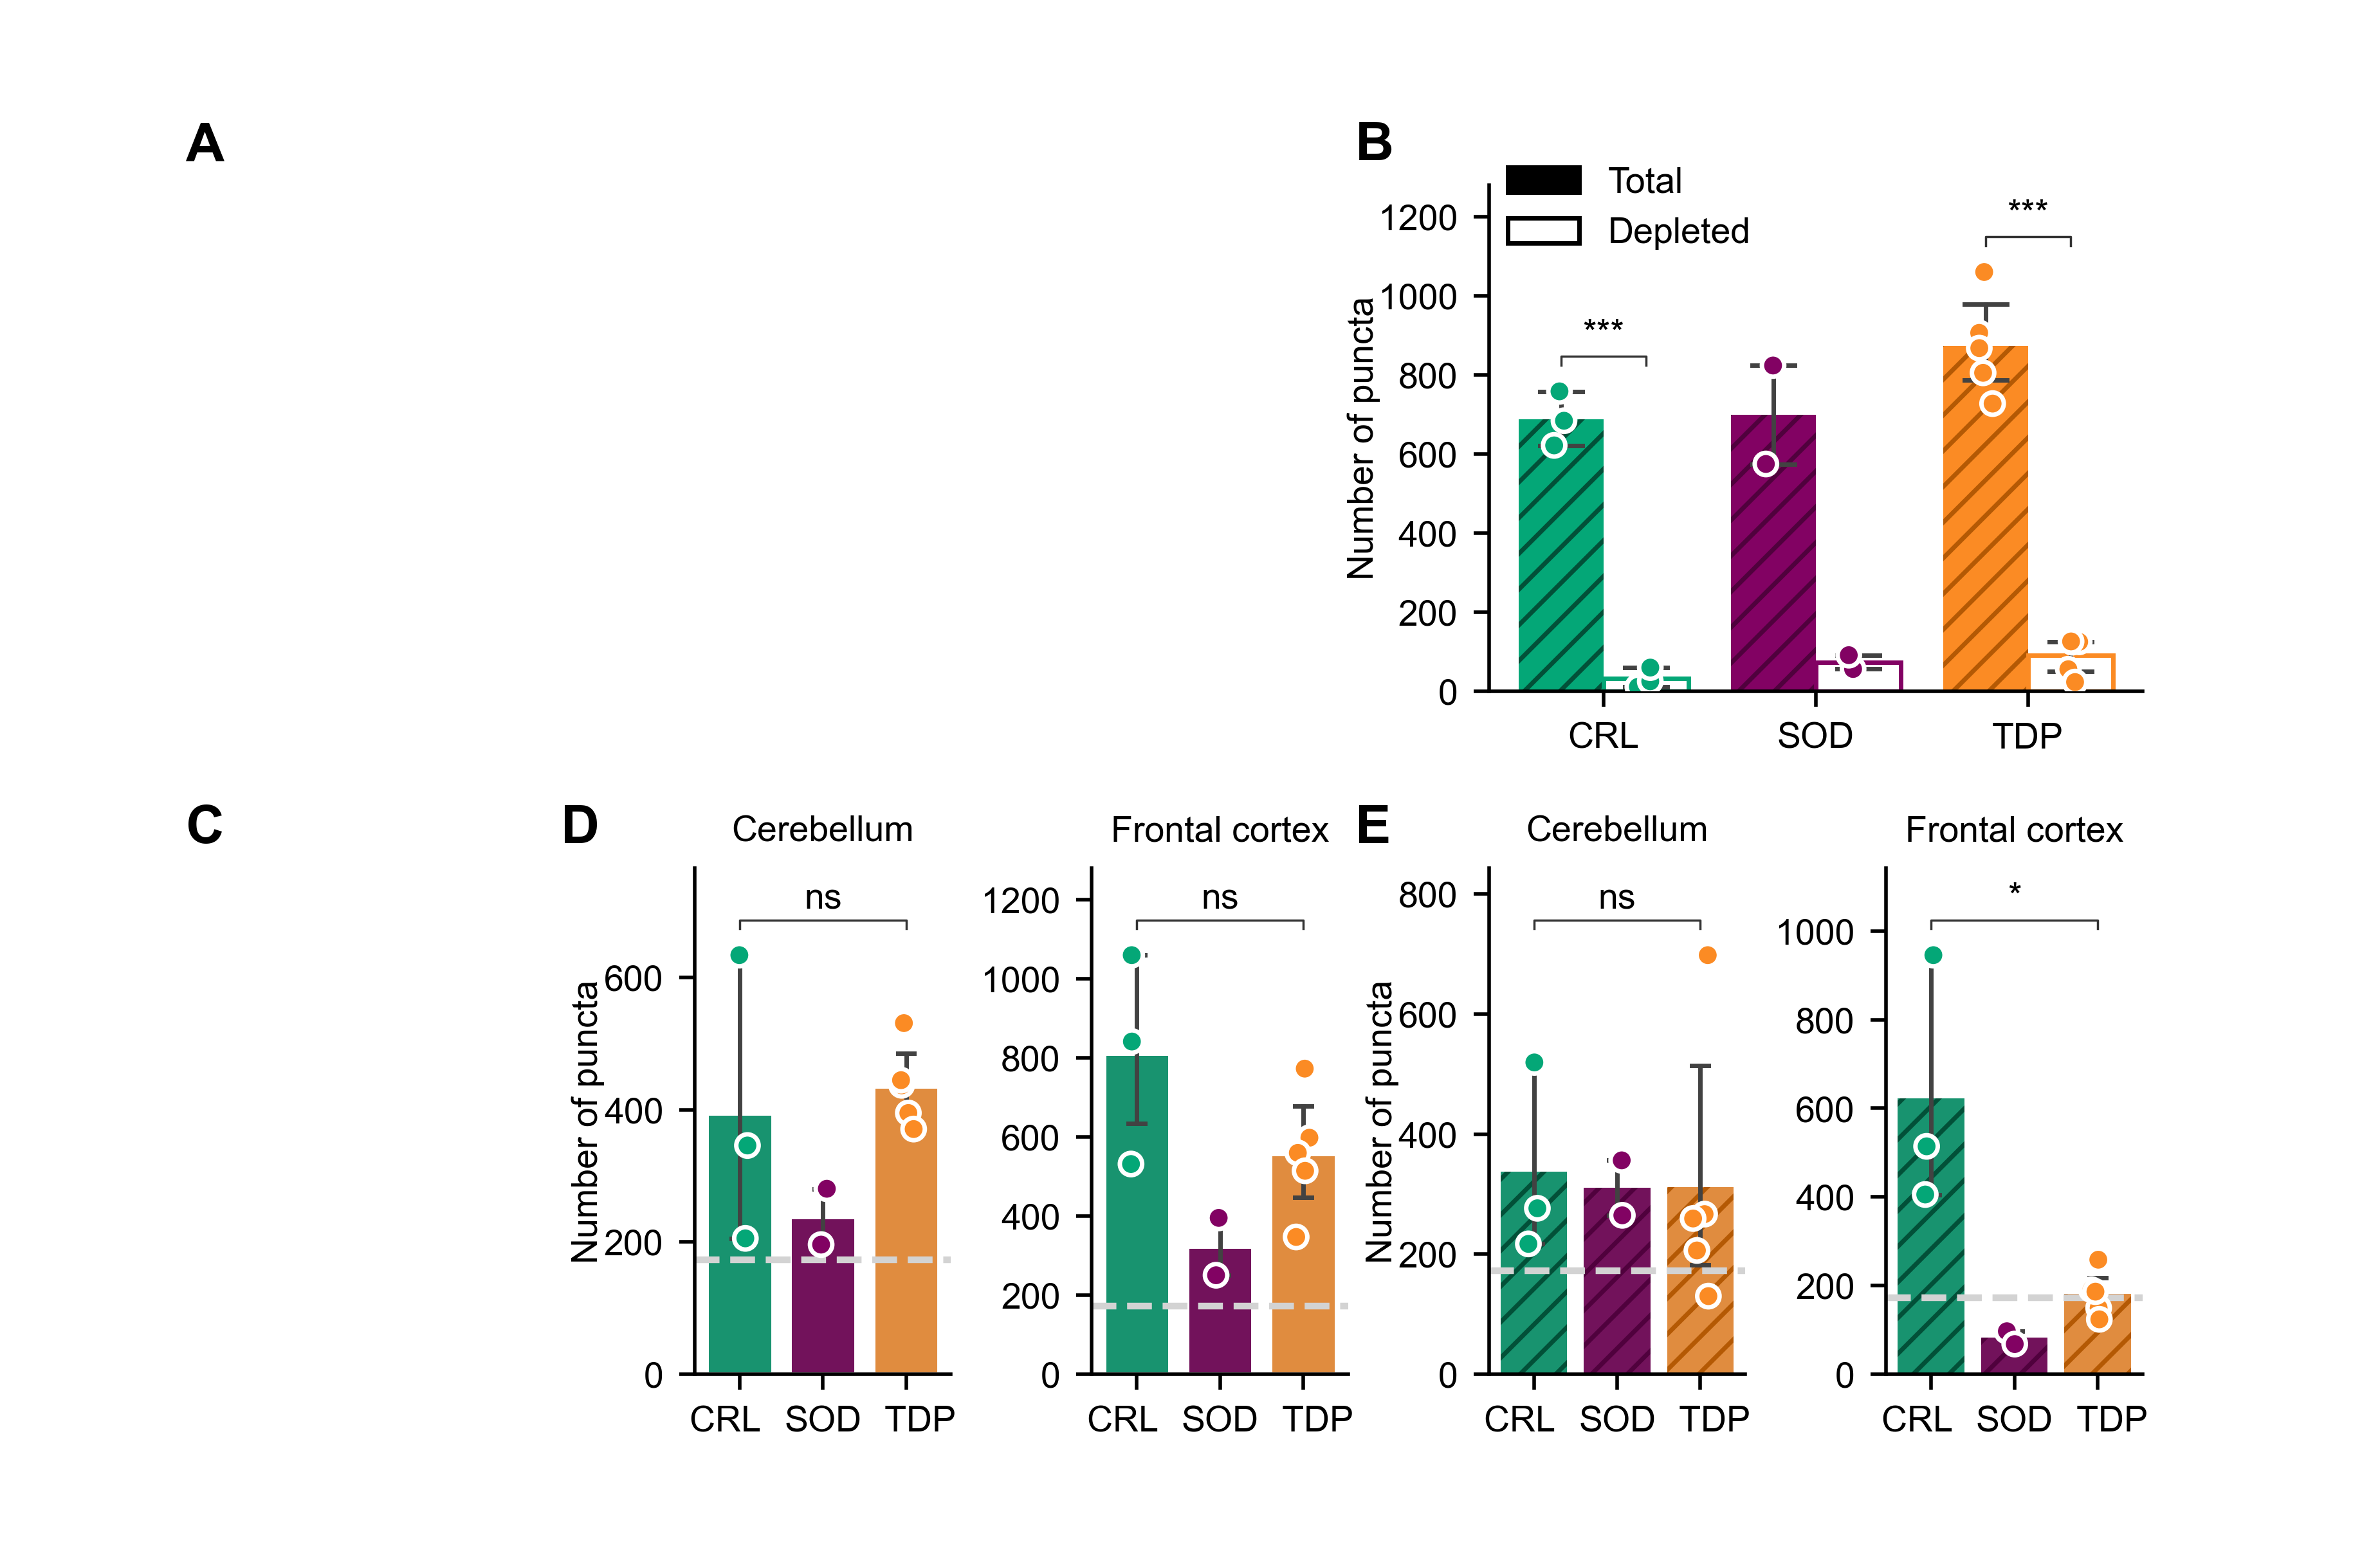 A
B
Total
Depleted
***
***
Number of puncta
1200
1000
800
600
400
200
0
CRL SOD TDP
C
D
Cerebellum
ns
Number of puncta
600
400
200
0
CRL SOD TDP
Frontal cortex
ns
1200
1000
800
600
400
200
0
CRL SOD TDP
E
Cerebellum
ns
Number of puncta
800
600
400
200
0
CRL SOD TDP
Frontal cortex
*
1000
800
600
400
200
0
CRL SOD TDP